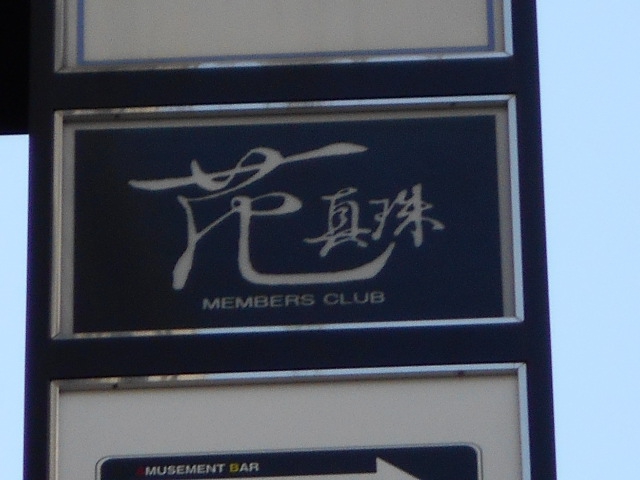 花真珠
MEMBERS CLUB
AMUSEMENT BAR